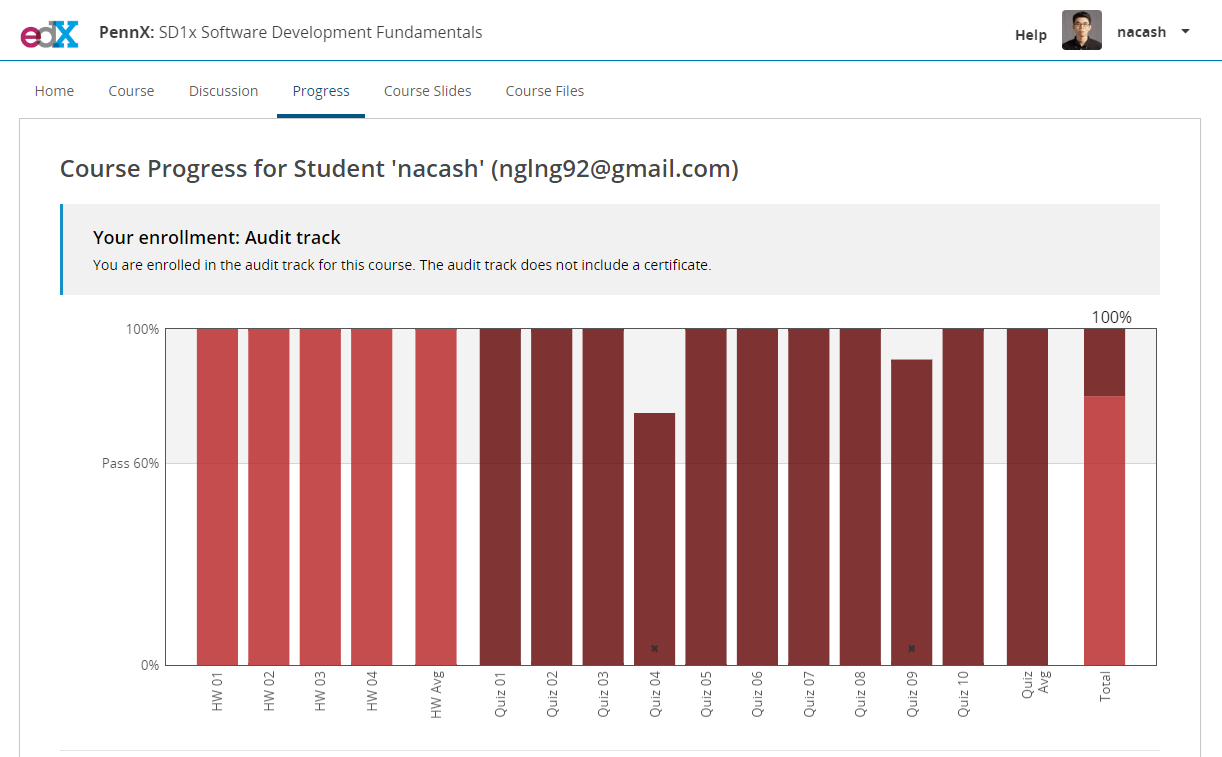 edX PennX: SD1x Software Development Fundamentals Help nacash
Home Course Discussion Progress Course Slides Course Files
Course Progress for Student 'nacash' (nglng92@gmail.com)
Your enrollment: Audit track
You are enrolled in the audit track for this course. The audit track does not include a certificate.
100%
100%
Pass 60%
0%
HW 01
HW 02
HW 03
HW 04
HW Avg
Quiz 01
Quiz 02
Quiz 03
Quiz 04
Quiz 05
Quiz 06
Quiz 07
Quiz 08
Quiz 09
Quiz 10
Quiz
Avg
Total